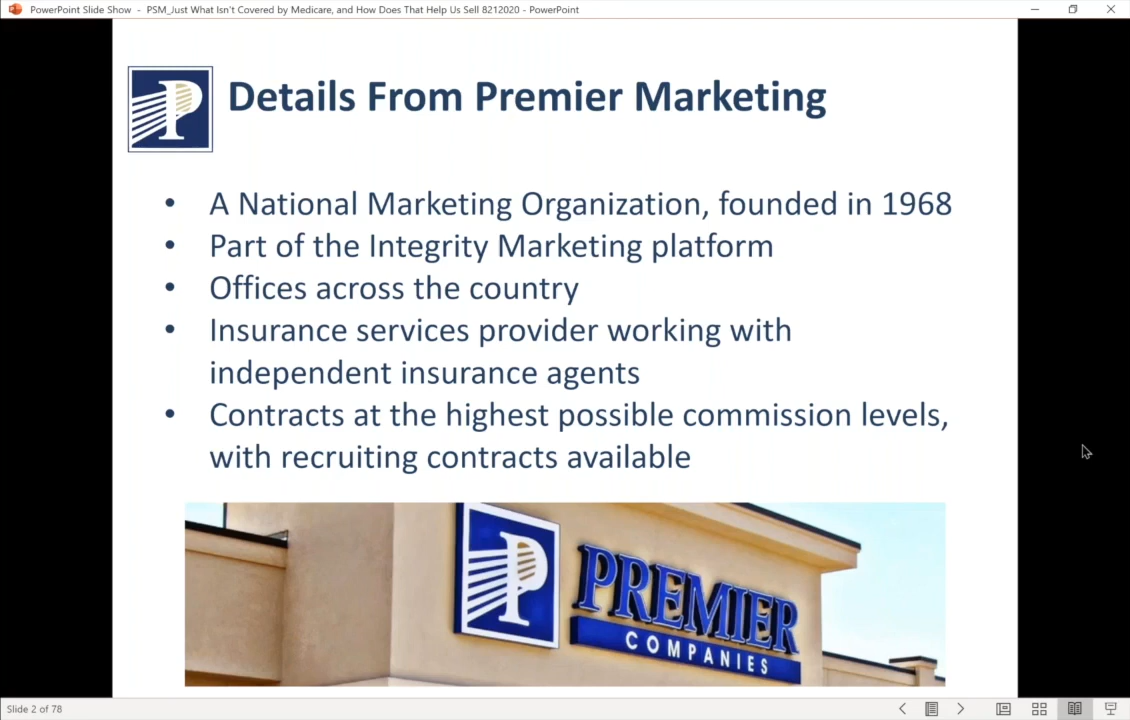 PowerPoint Slide Show - PSM_Just What Isn't Covered by Medicare, and How Does That Help Us Sell 8212020 - PowerPoint
P
Details From Premier Marketing
• A National Marketing Organization, founded in 1968
• Part of the Integrity Marketing platform
• Offices across the country
• Insurance services provider working with
independent insurance agents
• Contracts at the highest possible commission levels,
with recruiting contracts available
P
PREMIER
COMPANIES
Slide 2 of 78